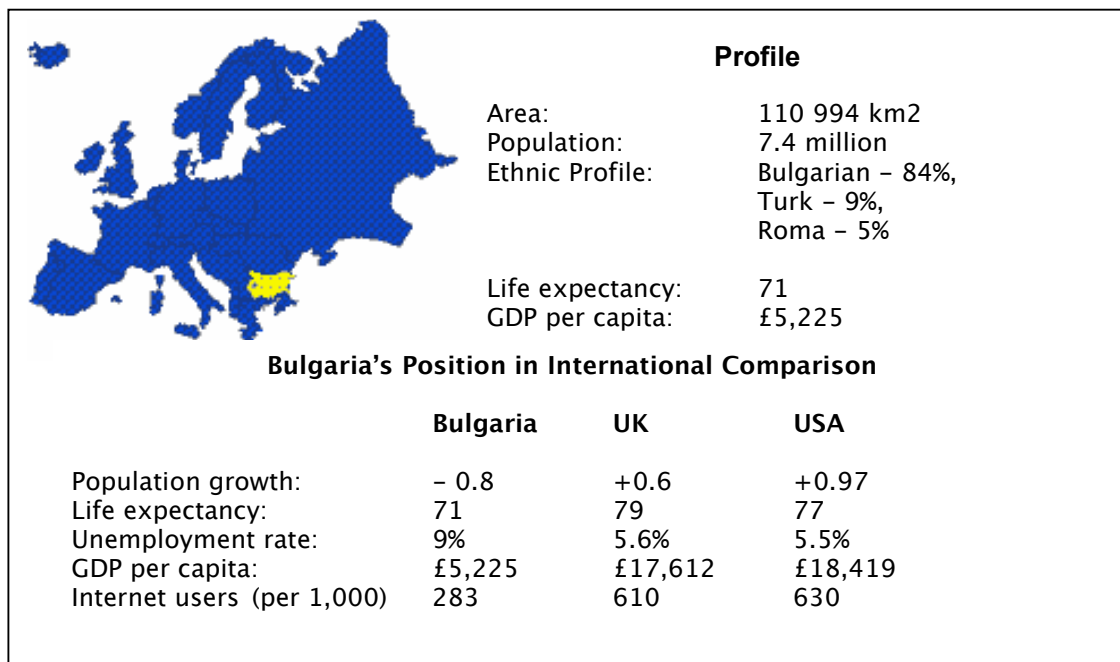 Profile
Area: 110 994 km2
Population: 7.4 million
Ethnic Profile: Bulgarian – 84%,
Turk – 9%,
Roma – 5%
Life expectancy: 71
GDP per capita: £5,225
Bulgaria’s Position in International Comparison
Bulgaria UK USA
Population growth: – 0.8 +0.6 +0.97
Life expectancy: 71 79 77
Unemployment rate: 9% 5.6% 5.5%
GDP per capita: £5,225 £17,612 £18,419
Internet users (per 1,000) 283 610 630